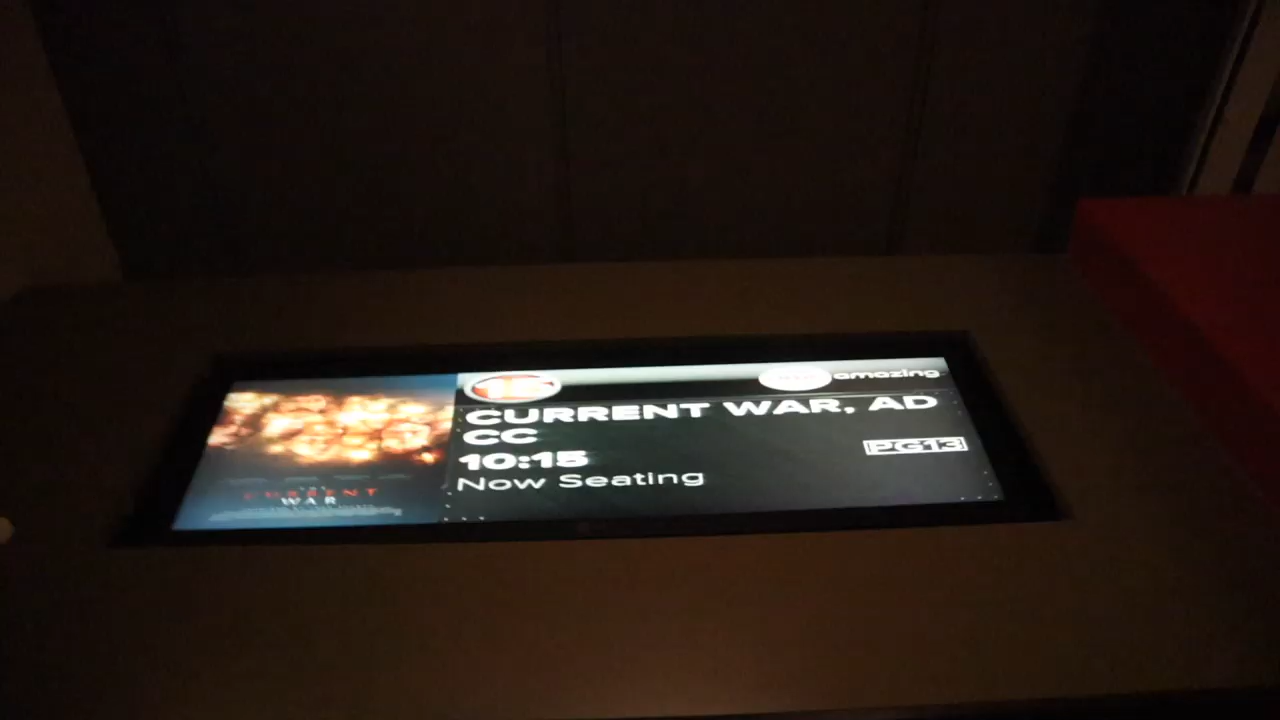 amazing
CURRENT WAR, AD
CC
PG13
10:15
Now Seating
CURRENT
WAR